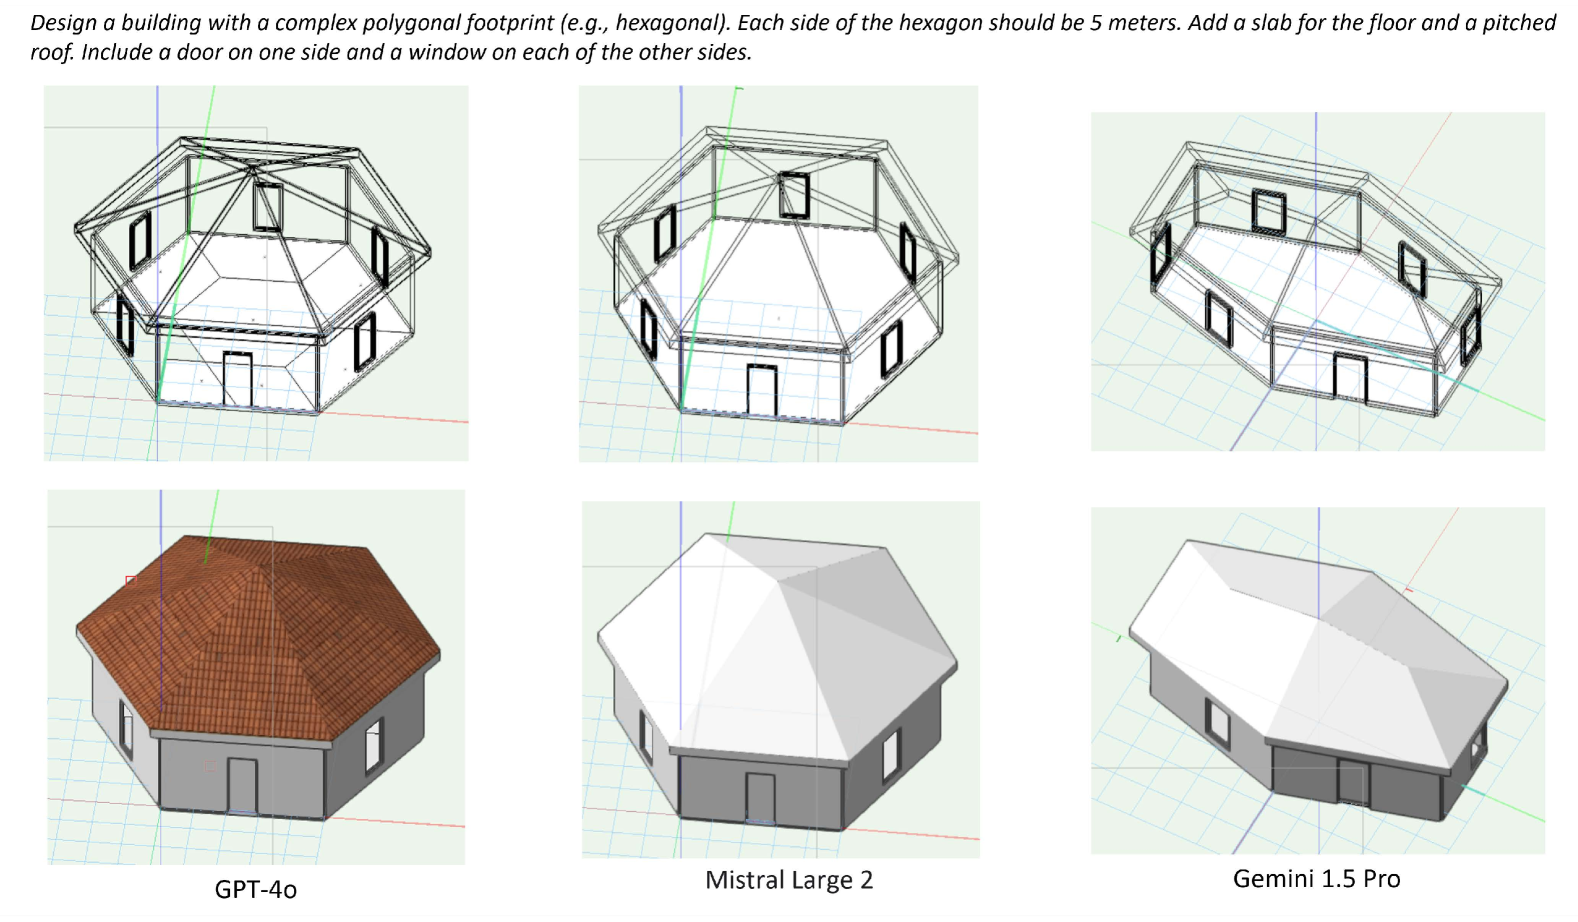 Design a building with a complex polygonal footprint (e.g., hexagonal). Each side of the hexagon should be 5 meters. Add a slab for the floor and a pitched
roof. Include a door on one side and a window on each of the other sides.
GPT-4o
Mistral Large 2
Gemini 1.5 Pro